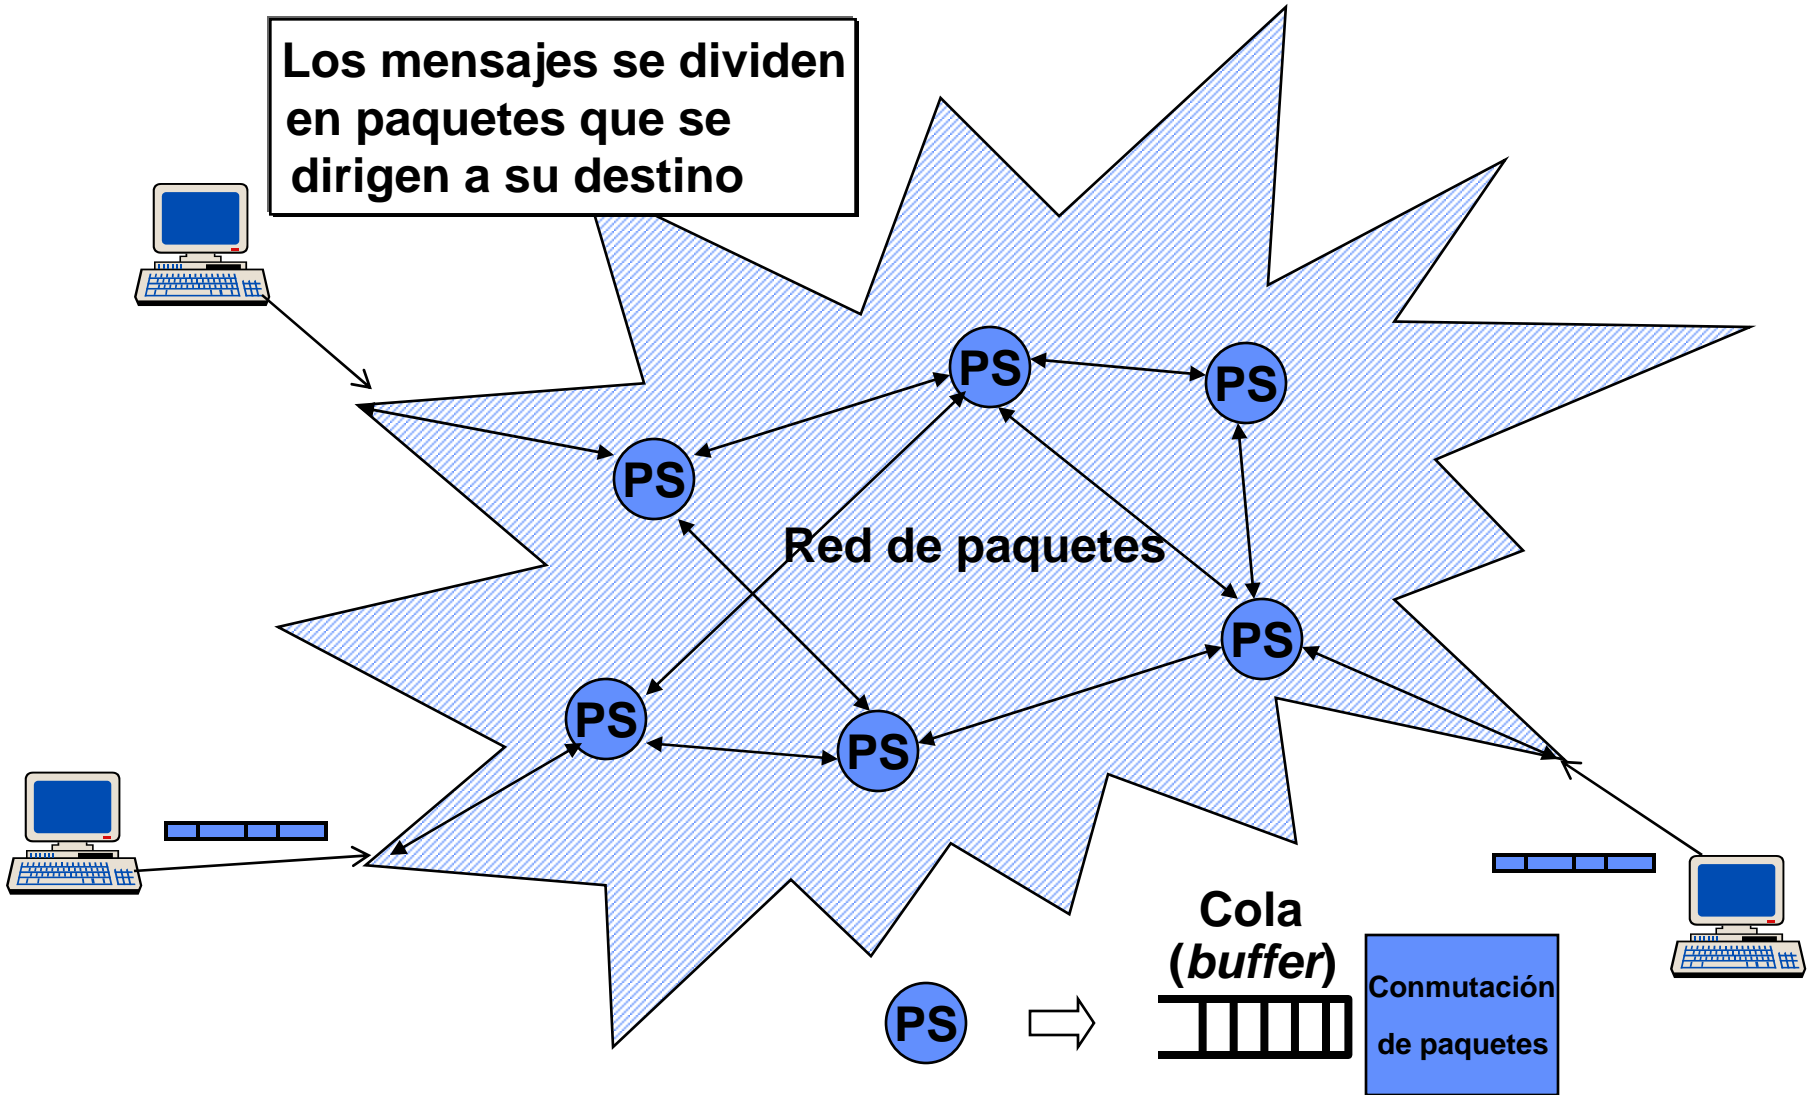 Los mensajes se dividen
en paquetes que se
dirigen a su destino
PS
PS
PS
Red de paquetes
PS
PS
PS
Cola
(buffer)
PS
Conmutación
de paquetes